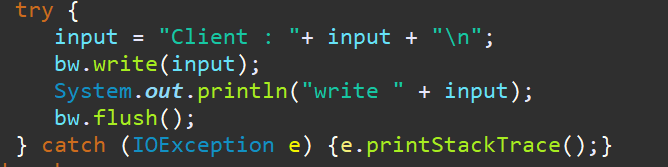 try {
input = "Client : "+ input + "\n";
bw.write(input);
System.out.println("write " + input);
bw.flush();
} catch (IOException e) {e.printStackTrace();}